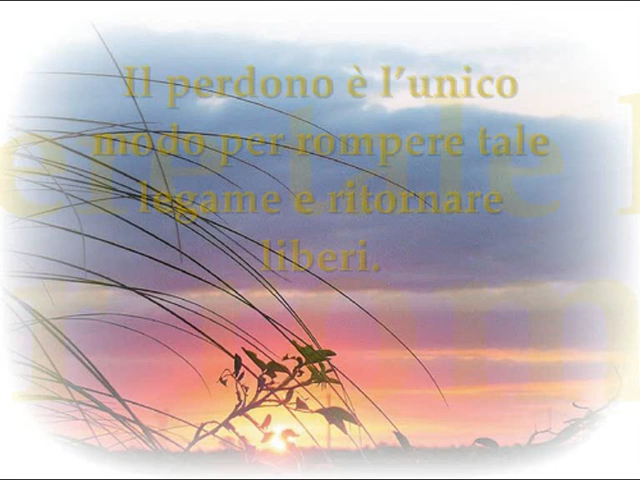 Il perdono è l’unico
modo per rompere tale
legame e ritornare
liberi.